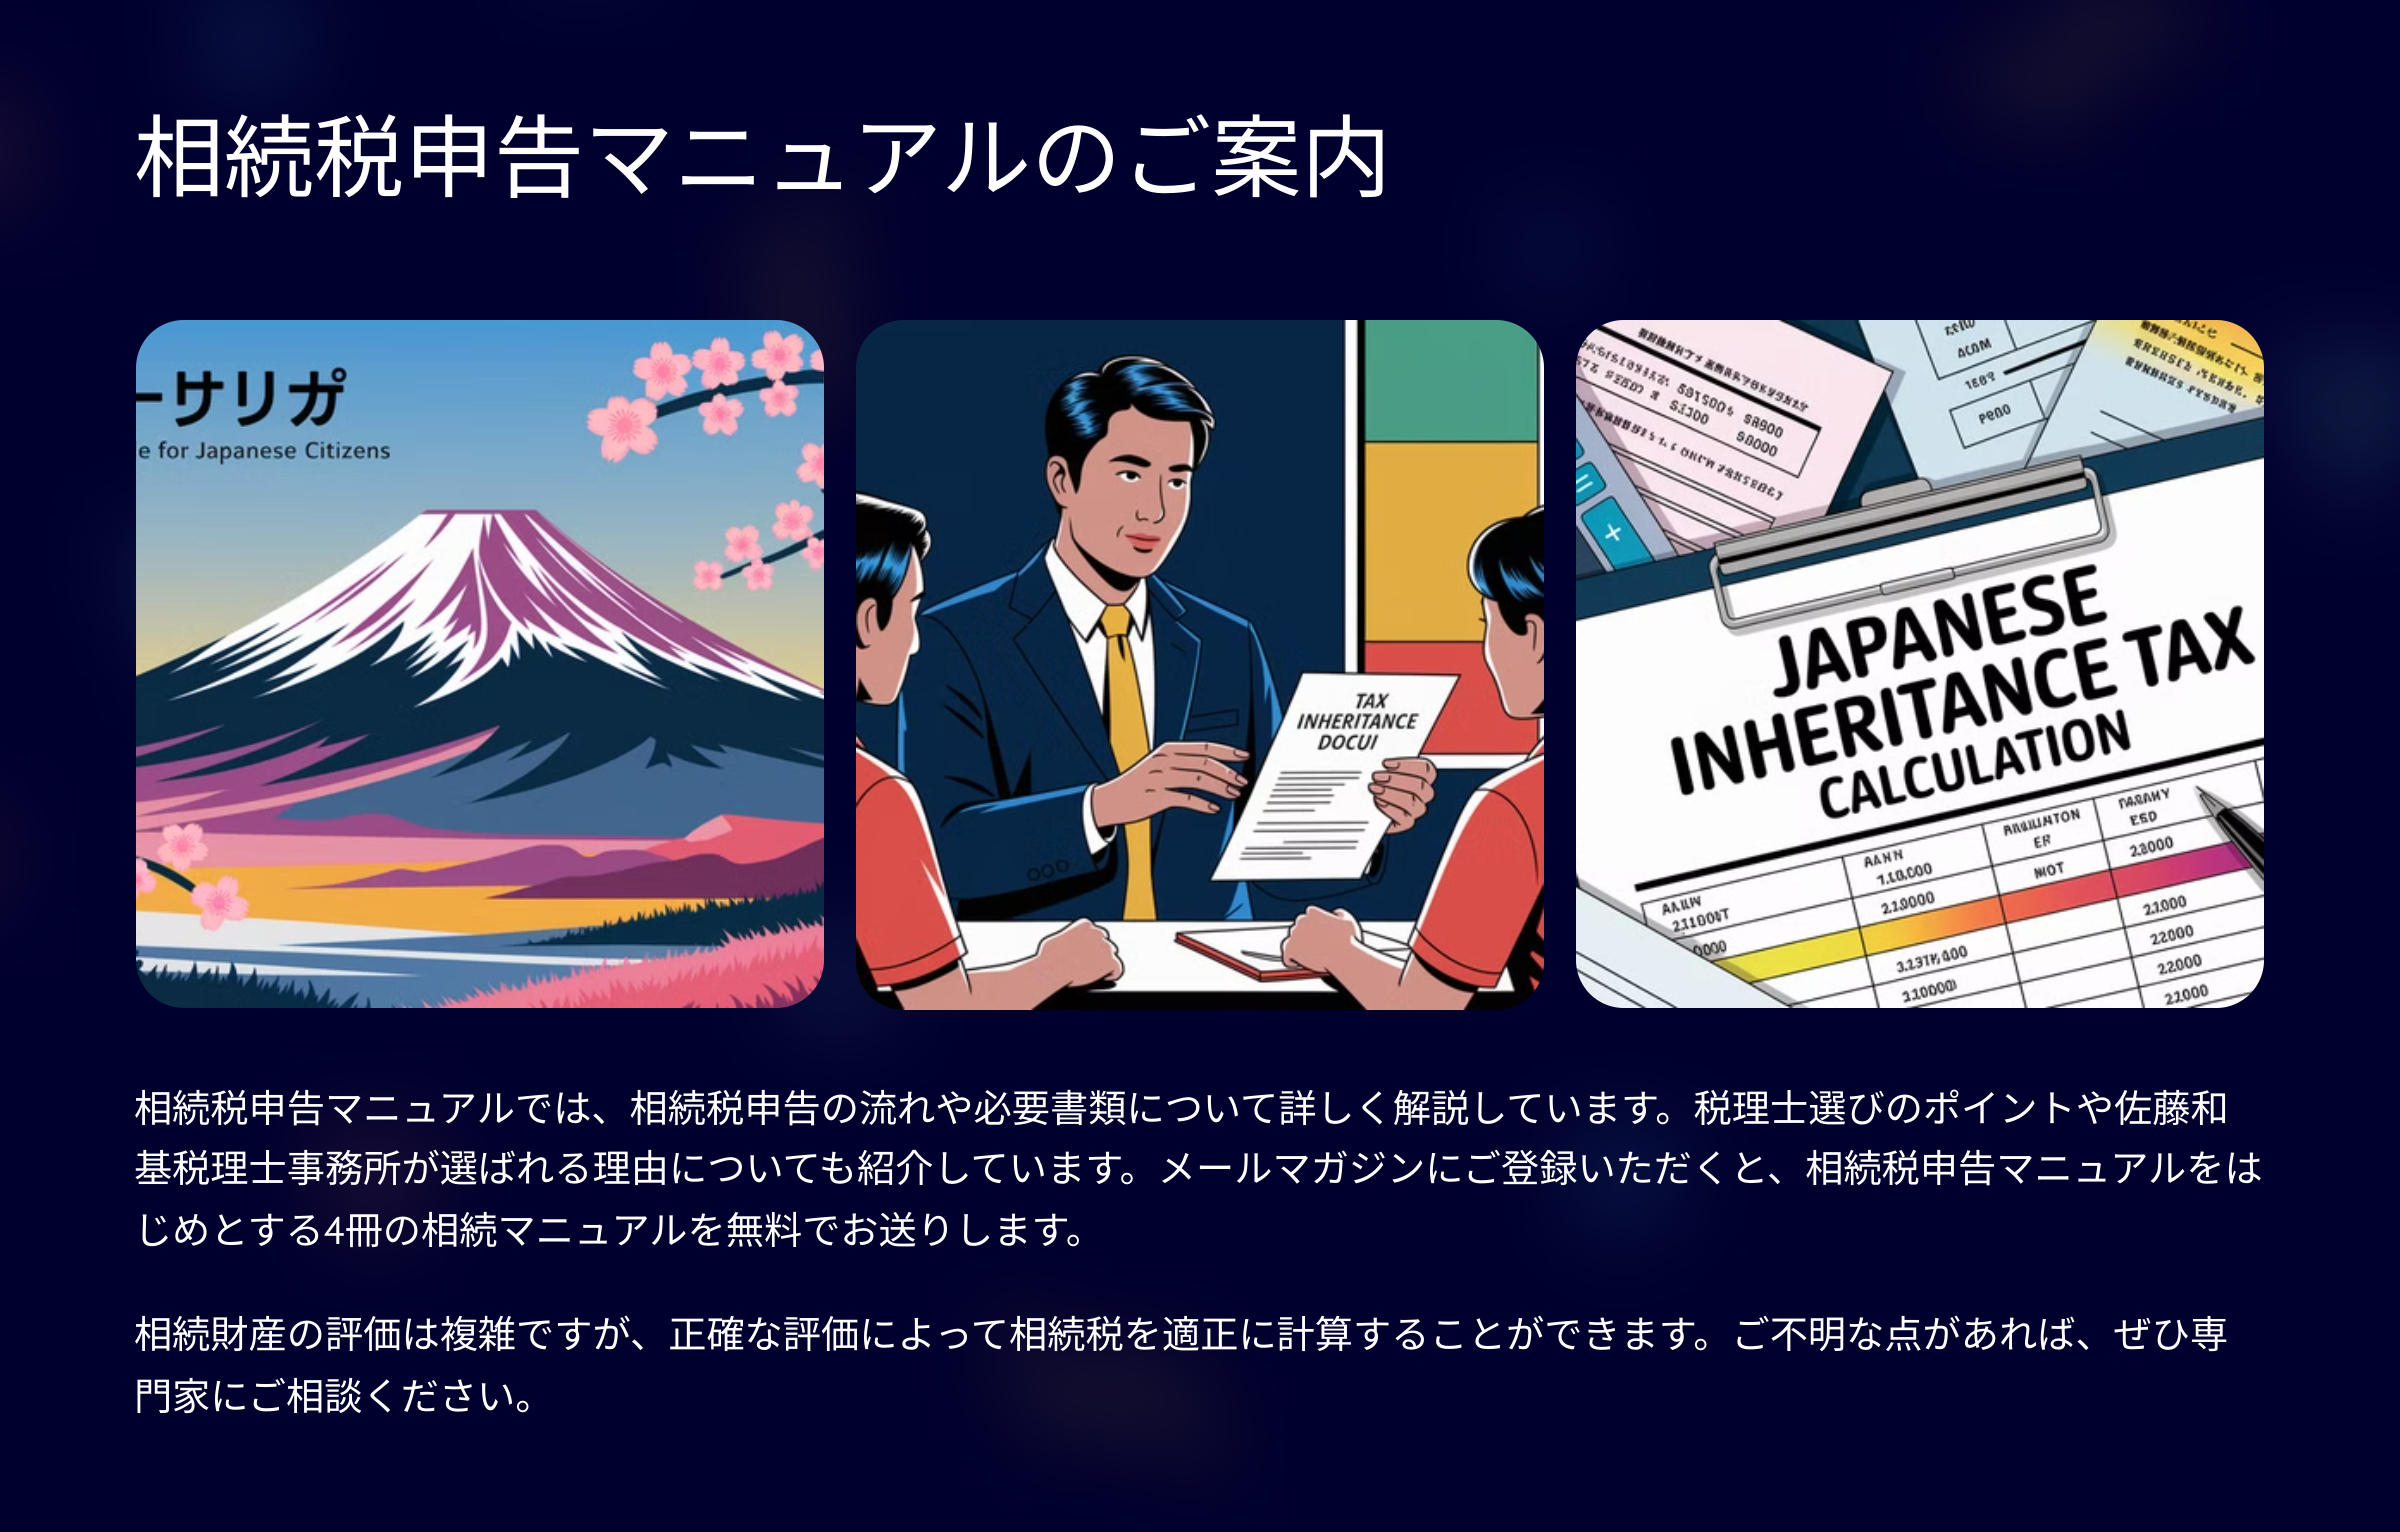 相続税申告マニュアルのご案内
ーサリガ
e for Japanese Citizens
TAX
INHERITANCE
DOCUI
JAPANESE
INHERITANCE TAX
CALCULATION
相続税申告マニュアルでは、相続税申告の流れや必要書類について詳しく解説しています。税理士選びのポイントや佐藤和
基税理士事務所が選ばれる理由についても紹介しています。メールマガジンにご登録いただくと、相続税申告マニュアルをは
じめとする4冊の相続マニュアルを無料でお送りします。
相続財産の評価は複雑ですが、正確な評価によって相続税を適正に計算することができます。ご不明な点があれば、ぜひ専
門家にご相談ください。